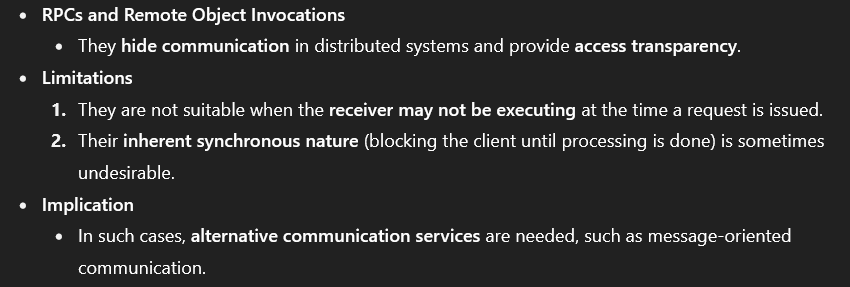 • RPCs and Remote Object Invocations
• They hide communication in distributed systems and provide access transparency.
• Limitations
1. They are not suitable when the receiver may not be executing at the time a request is issued.
2. Their inherent synchronous nature (blocking the client until processing is done) is sometimes
undesirable.
• Implication
• In such cases, alternative communication services are needed, such as message-oriented
communication.